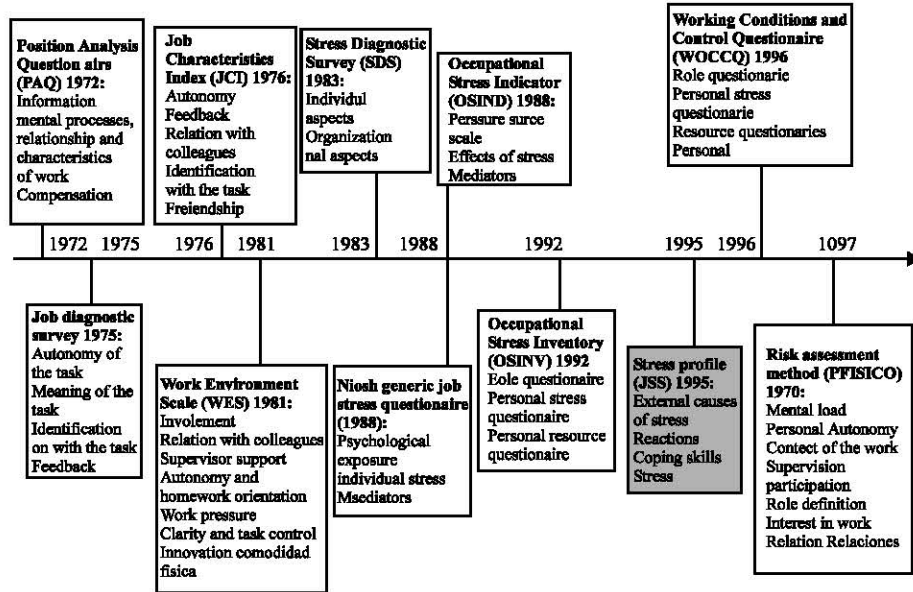 Position Analysis
Question airs
(PAQ) 1972:
Information
mental processes,
relationship and
characteristics
of work
Compensation
Job
Characteristics
Index (JCI) 1976:
Autonomy
Feedback
Relation with
colleagues
Identification
with the task
Freiendship
Stress Diagnostic
Survey (SDS)
1983:
Individul
aspects
Organizatio
nal aspects
Occupational
Stress Indicator
(OSIND) 1988:
Perssure surce
scale
Effects of stress
Mediators
Working Conditions and
Control Questionaire
(WOCCQ) 1996
Role questionarie
Personal stress
questionarie
Resource questionaries
Personal
1972 1975 1976 1981 1983 1988 1992 1995 1996 1097
Job diagnostic
survey 1975:
Autonomy of
the task
Meaning of the
task
Identification
on with the task
Feedback
Work Environment
Scale (WES) 1981:
Involement
Relation with colleagues
Supervisor support
Autonomy and
homework orientation
Work pressure
Clarity and task control
Innovation comodidad
fisica
Niosh generic job
stress questionaire
(1988):
Psychological
exposure
individual stress
Msediators
Occupational
Stress Inventory
(OSINV) 1992
Eole questionaire
Personal stress
questionaire
Personal resource
questionaire
Stress profile
(JSS) 1995:
External causes
of stress
Reactions
Coping skills
Stress
Risk assessment
method (PFISICO)
1970:
Mental load
Personal Autonomy
Contect of the work
Supervision
participation
Role definition
Interest in work
Relation Relaciones